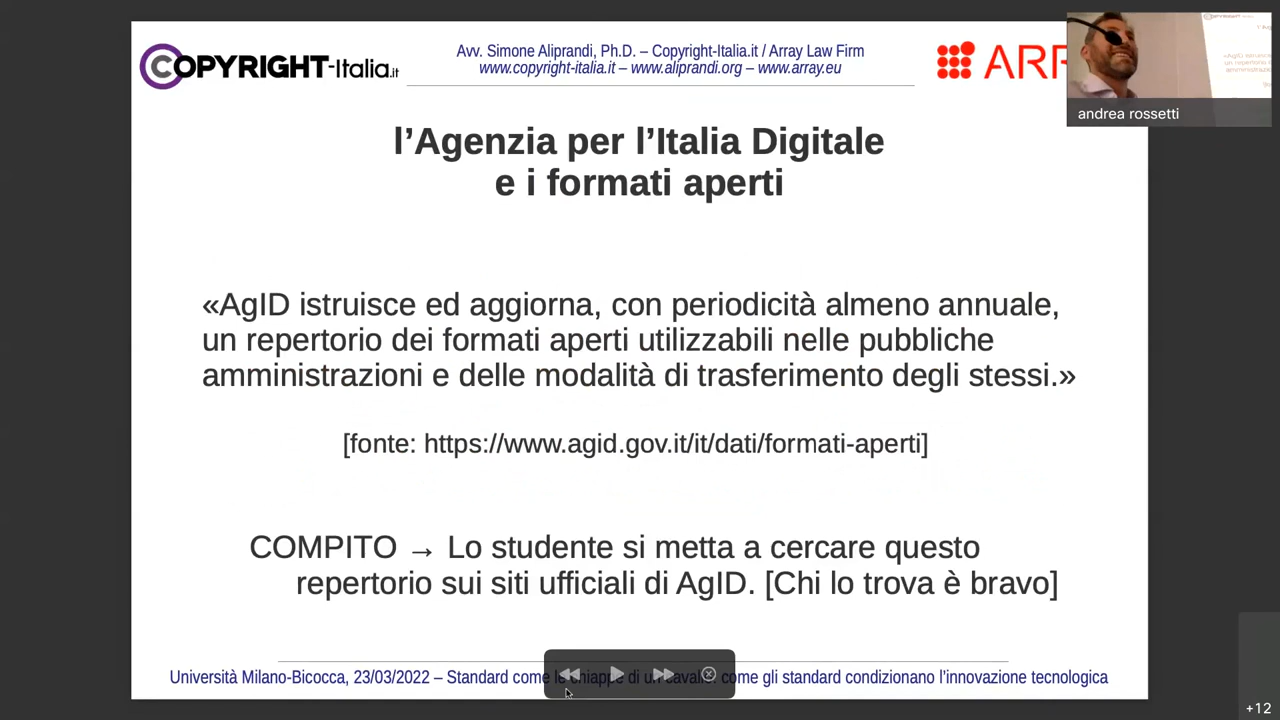 COPYRIGHT-Italia.it
Avv. Simone Aliprandi, Ph.D. – Copyright-Italia.it / Array Law Firm
www.copyright-italia.it – www.aliprandi.org – www.array.eu
ARR
andrea rossetti
l’Agenzia per l’Italia Digitale
e i formati aperti
«AgID istruisce ed aggiorna, con periodicità almeno annuale,
un repertorio dei formati aperti utilizzabili nelle pubbliche
amministrazioni e delle modalità di trasferimento degli stessi.»
[fonte: https://www.agid.gov.it/it/dati/formati-aperti]
COMPITO → Lo studente si metta a cercare questo
repertorio sui siti ufficiali di AgID. [Chi lo trova è bravo]
Università Milano-Bicocca, 23/03/2022 – Standard come le chiappe di un cavallo: come gli standard condizionano l’innovazione tecnologica
+12